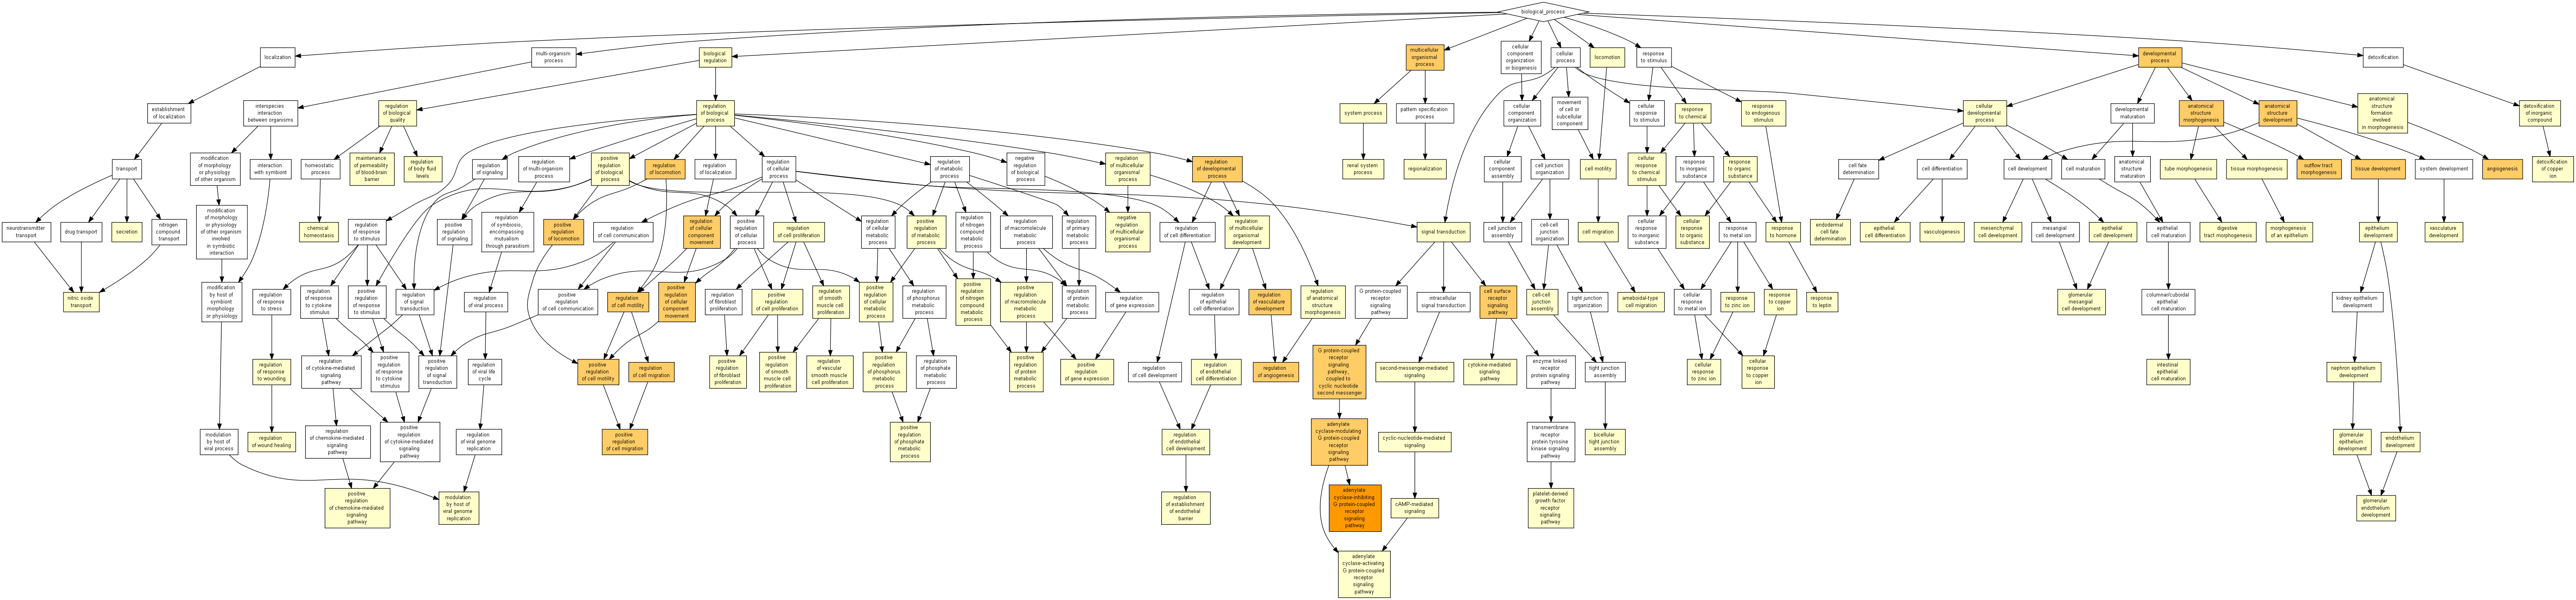 biological_process
localization
multi-organism
process
biological
regulation
multicellular
organismal
process
cellular
component
organization
or biogenesis
cellular
process
locomotion
response
to stimulus
developmental
process
detoxification
establishment
of localization
interspecies
interaction
between organisms
regulation
of biological
quality
regulation
of biological
process
system process
pattern specification
process
cellular
component
organization
movement
of cell or
subcellular
component
cellular
response
to stimulus
response
to chemical
response
to endogenous
stimulus
cellular
developmental
process
developmental
maturation
anatomical
structure
morphogenesis
anatomical
structure
development
anatomical
structure
formation
involved
in morphogenesis
detoxification
of inorganic
compound
transport
modification
of morphology
or physiology
of other organism
interaction
with symbiont
homeostatic
process
maintenance
of permeability
of blood-brain
barrier
regulation
of body fluid
levels
regulation
of signaling
regulation
of multi-organism
process
positive
regulation
of biological
process
regulation
of locomotion
regulation
of localization
regulation
of cellular
process
regulation
of metabolic
process
negative
regulation
of biological
process
regulation
of multicellular
organismal
process
regulation
of developmental
process
renal system
process
regionalization
cellular
component
assembly
cell junction
organization
cell motility
cellular
response
to chemical
stimulus
response
to inorganic
substance
response
to organic
substance
cell fate
determination
cell differentiation
cell development
cell maturation
anatomical
structure
maturation
tube morphogenesis
tissue morphogenesis
outflow tract
morphogenesis
tissue development
system development
angiogenesis
detoxification
of copper
ion
neurotransmitter
transport
drug transport
secretion
nitrogen
compound
transport
modification
of morphology
or physiology
of other organism
involved
in symbiotic
interaction
chemical
homeostasis
regulation
of response
to stimulus
positive
regulation
of signaling
regulation
of symbiosis,
encompassing
mutualism
through parasitism
positive
regulation
of locomotion
regulation
of cell communication
regulation
of cellular
component
movement
positive
regulation
of cellular
process
regulation
of cell proliferation
regulation
of cellular
metabolic
process
positive
regulation
of metabolic
process
regulation
of nitrogen
compound
metabolic
process
regulation
of macromolecule
metabolic
process
regulation
of primary
metabolic
process
negative
regulation
of multicellular
organismal
process
regulation
of cell differentiation
regulation
of multicellular
organismal
development
signal transduction
cell junction
assembly
cell-cell
junction
organization
cell migration
cellular
response
to inorganic
substance
cellular
response
to organic
substance
response
to metal ion
response
to hormone
endodermal
cell fate
determination
epithelial
cell differentiation
vasculogenesis
mesenchymal
cell development
mesangial
cell development
epithelial
cell development
epithelial
cell maturation
digestive
tract morphogenesis
morphogenesis
of an epithelium
epithelium
development
vasculature
development
nitric oxide
transport
modification
by host of
symbiont
morphology
or physiology
regulation
of response
to stress
regulation
of response
to cytokine
stimulus
positive
regulation
of response
to stimulus
regulation
of signal
transduction
regulation
of viral process
positive
regulation
of cell communication
regulation
of cell motility
positive
regulation
of cellular
component
movement
regulation
of fibroblast
proliferation
positive
regulation
of cell proliferation
regulation
of smooth
muscle cell
proliferation
positive
regulation
of cellular
metabolic
process
regulation
of phosphorus
metabolic
process
positive
regulation
of nitrogen
compound
metabolic
process
positive
regulation
of macromolecule
metabolic
process
regulation
of protein
metabolic
process
regulation
of gene expression
regulation
of epithelial
cell differentiation
regulation
of vasculature
development
regulation
of anatomical
structure
morphogenesis
G protein-coupled
receptor
signaling
pathway
intracellular
signal transduction
cell surface
receptor
signaling
pathway
cell-cell
junction
assembly
tight junction
organization
amaboidal-type
cell migration
cellular
response
to metal ion
response
to zinc ion
response
to copper
ion
response
to leptin
glomerular
mesangial
cell development
columnar/cuboidal
epithelial
cell maturation
kidney epithelium
development
regulation
of response
to wounding
regulation
of cytokine-mediated
signaling
pathway
positive
regulation
of response
to cytokine
stimulus
positive
regulation
of signal
transduction
regulation
of viral life
cycle
positive
regulation
of cell motility
regulation
of cell migration
positive
regulation
of fibroblast
proliferation
positive
regulation
of smooth
muscle cell
proliferation
regulation
of vascular
smooth muscle
cell proliferation
positive
regulation
of phosphorus
metabolic
process
regulation
of phosphate
metabolic
process
positive
regulation
of protein
metabolic
process
positive
regulation
of gene expression
regulation
of cell development
regulation
of endothelial
cell differentiation
regulation
of angiogenesis
G protein-coupled
receptor
signaling
pathway,
coupled to
cyclic nucleotide
second messenger
second-messenger-mediated
signaling
cytokine-mediated
signaling
pathway
enzyme linked
receptor
protein signaling
pathway
tight junction
assembly
cellular
response
to zinc ion
cellular
response
to copper
ion
intestinal
epithelial
cell maturation
nephron epithelium
development
modulation
by host of
viral process
regulation
of wound healing
regulation
of chemokine-mediated
signaling
pathway
positive
regulation
of cytokine-mediated
signaling
pathway
regulation
of viral genome
replication
positive
regulation
of cell migration
positive
regulation
of phosphate
metabolic
process
regulation
of endothelial
cell development
adenylate
cyclase-modulating
G protein-coupled
receptor
signaling
pathway
cyclic-nucleotide-mediated
signaling
transmembrane
receptor
protein tyrosine
kinase signaling
pathway
bicellular
tight junction
assembly
glomerular
epithelium
development
endothelium
development
positive
regulation
of chemokine-mediated
signaling
pathway
modulation
by host of
viral genome
replication
regulation
of establishment
of endothelial
barrier
adenylate
cyclase-inhibiting
G protein-coupled
receptor
signaling
pathway
cAMP-mediated
signaling
platelet-derived
growth factor
receptor
signaling
pathway
glomerular
endothelium
development
adenylate
cyclase-activating
G protein-coupled
receptor
signaling
pathway